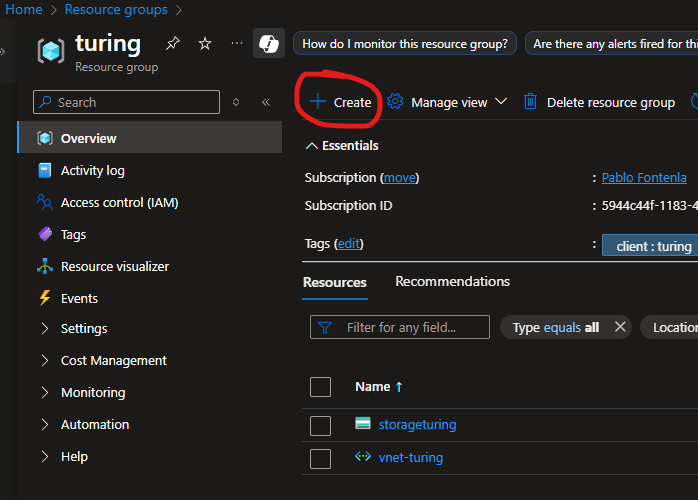 Home > Resource groups >
turing
Resource group
How do I monitor this resource group?
Are there any alerts fired for
Search
Create
Manage view
Delete resource group
Overview
Activity log
Access control (IAM)
Tags
Resource visualizer
Events
Settings
Cost Management
Monitoring
Automation
Help
Essentials
Subscription (move) : Pablo Fontenla
Subscription ID : 5944c44f-1183-4
Tags (edit) : client : turing
Resources Recommendations
Filter for any field...
Type equals all
Location
Name ↑
storageturing
vnet-turing